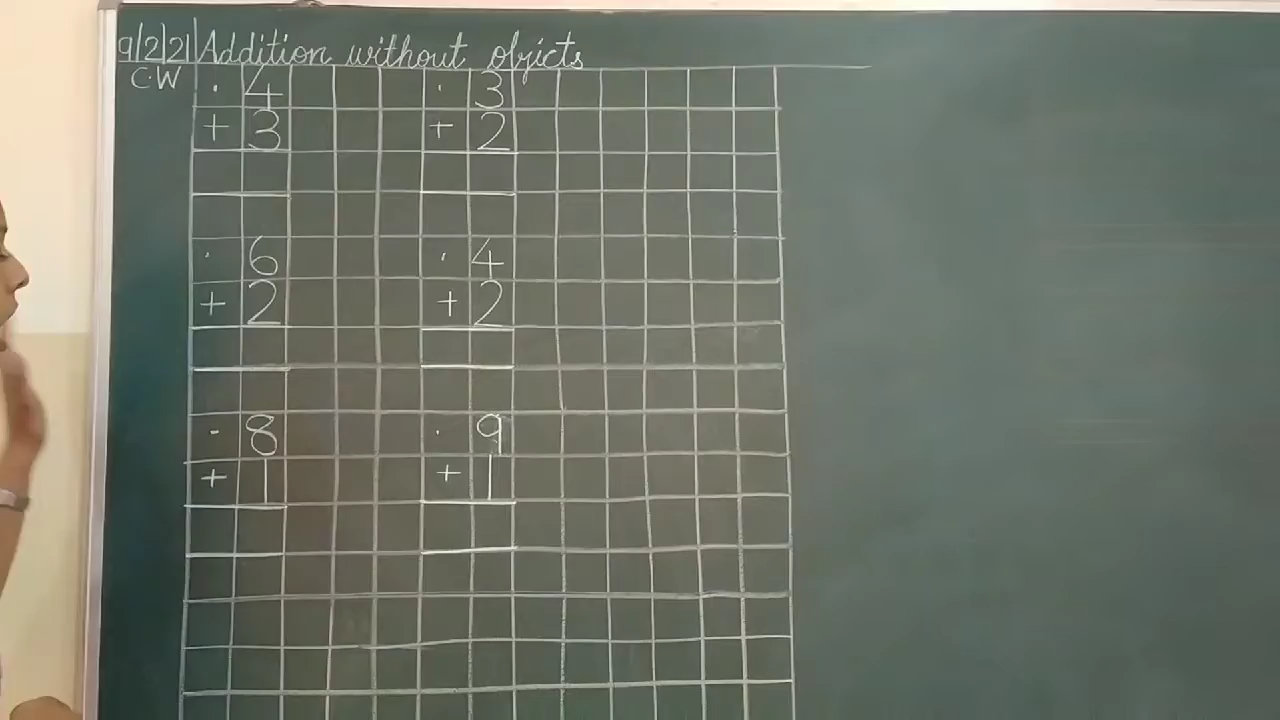 9/2/21 Addition without objects
C.W · 4 · 3
+ 3 + 2
· 6 · 4
+ 2 + 2
· 8 · 9
+ 1 + 1